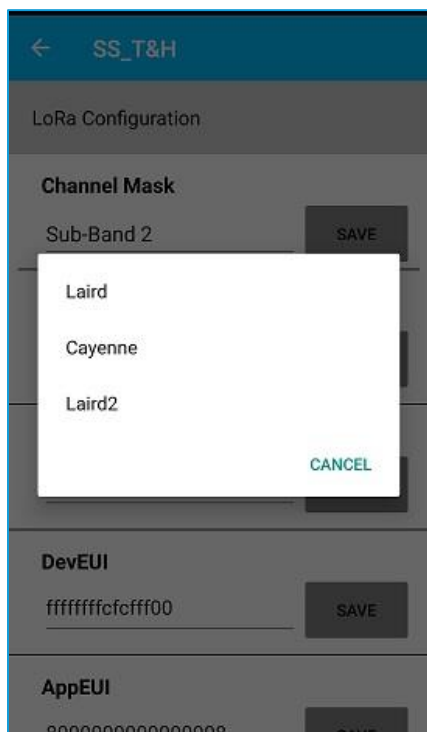 SS_T&H
LoRa Configuration
Channel Mask
Sub-Band 2
SAVE
Laird
Cayenne
Laird2
CANCEL
DevEUI
ffffffffcfcfff00
SAVE
AppEUI